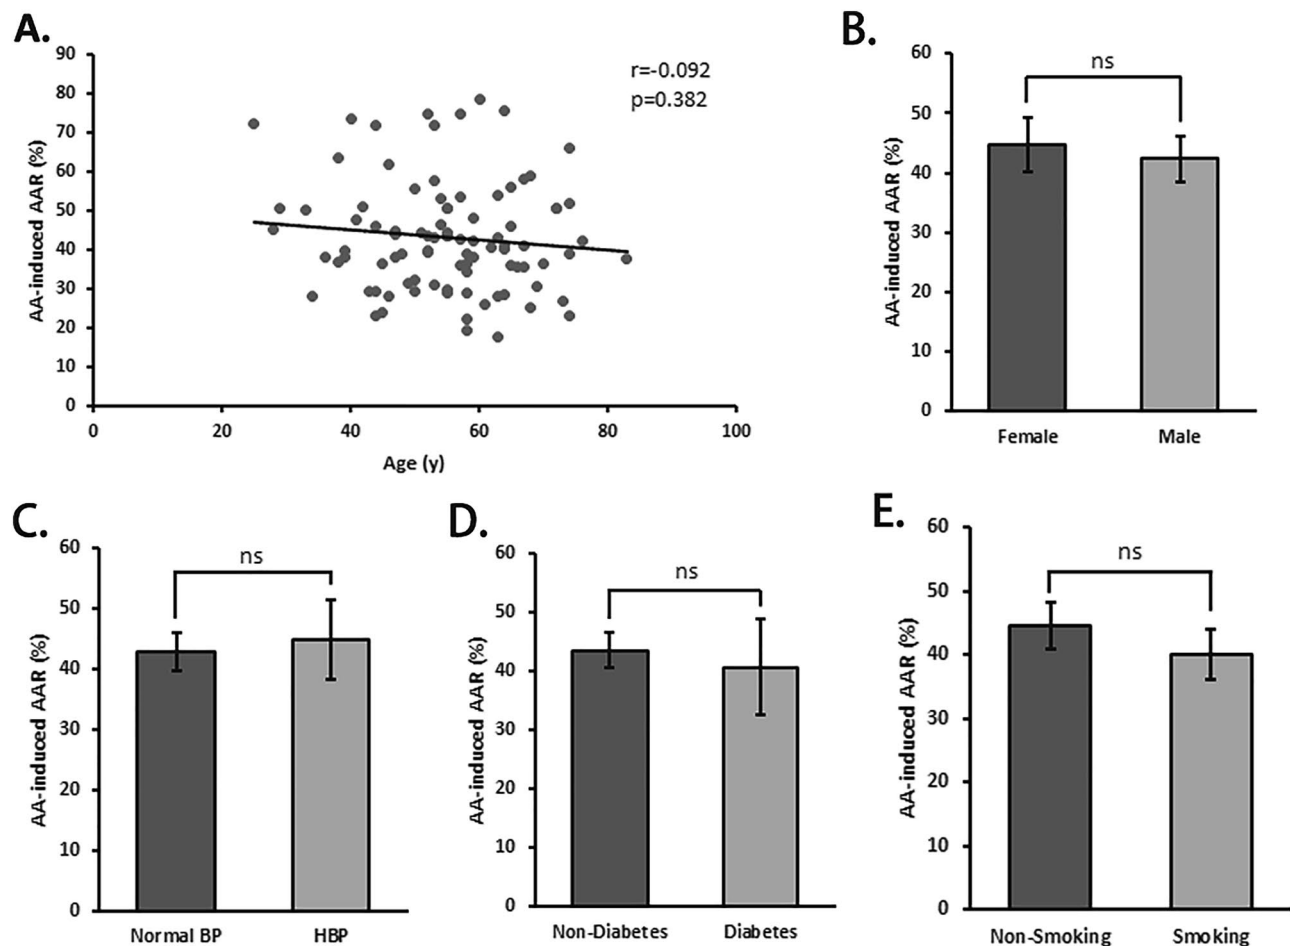 A.
90
80
70
60
50
40
30
20
10
0
AA-induced AAR (%)
r=-0.092
p=0.382
0 20 40 60 80 100
Age (y)
B.
60
50
40
30
20
10
0
AA-induced AAR (%)
ns
Female Male
C.
60
50
40
30
20
10
0
AA-induced AAR (%)
ns
Normal BP HBP
D.
60
50
40
30
20
10
0
AA-induced AAR (%)
ns
Non-Diabetes Diabetes
E.
60
50
40
30
20
10
0
AA-induced AAR (%)
ns
Non-Smoking Smoking